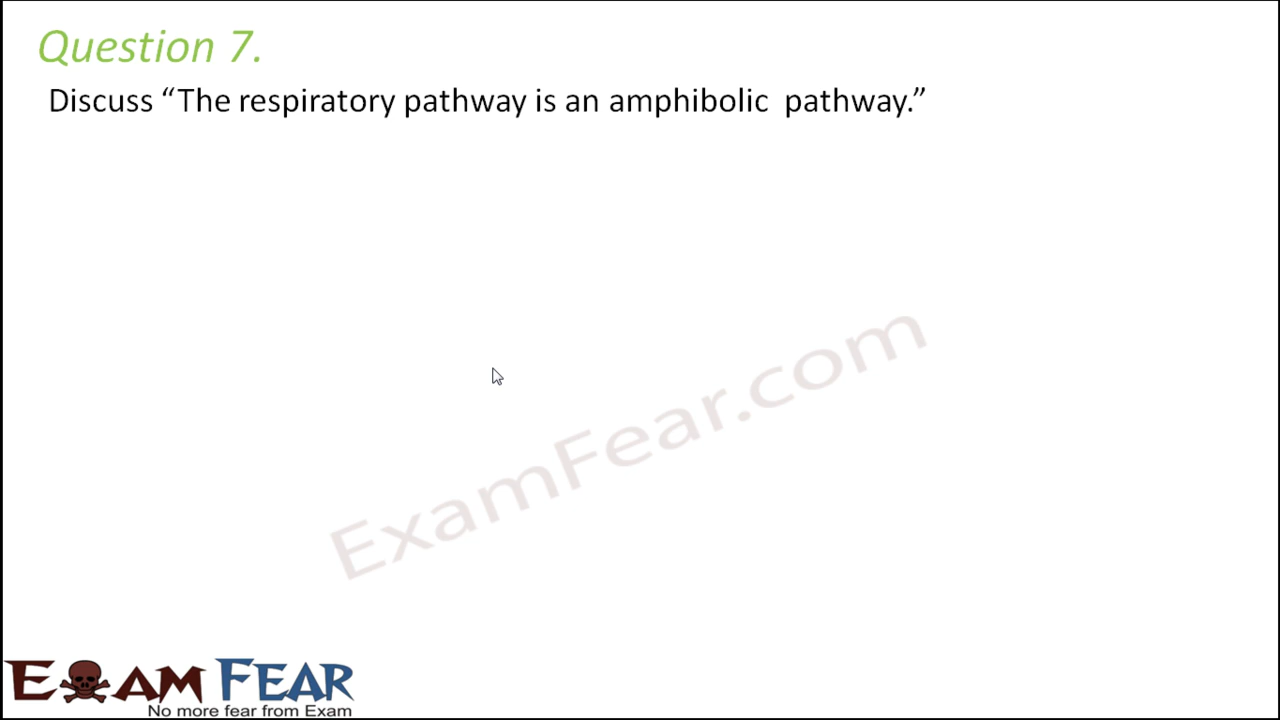 Question 7.
Discuss “The respiratory pathway is an amphibolic  pathway.”
ExamFear.com
EXAM FEAR
No more fear from Exam